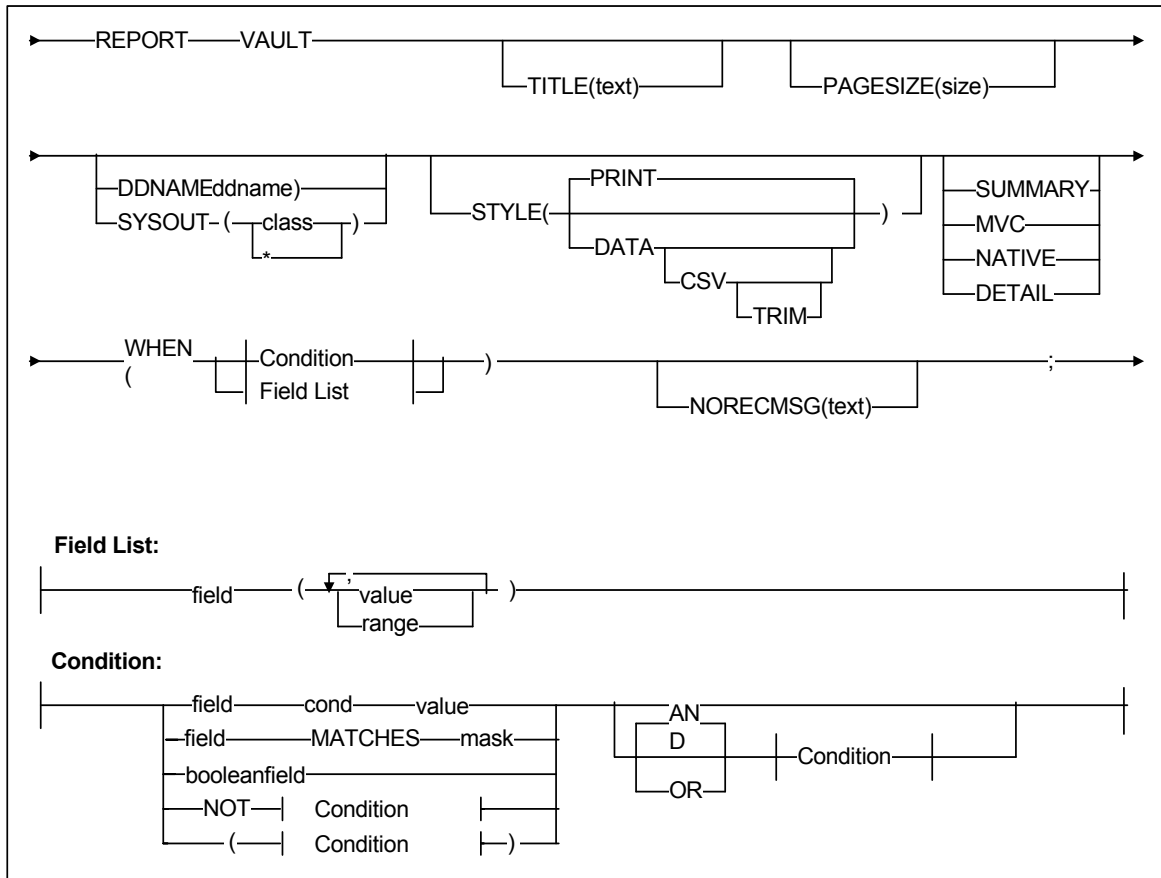 REPORT VAULT
TITLE(text) PAGESIZE(size)
DDNAMEddname)
SYSOUT ( class )
*
STYLE( PRINT )
DATA
CSV
TRIM
SUMMARY
MVC
NATIVE
DETAIL
WHEN
( Condition )
Field List
NORECMSG(text)
;
Field List:
field ( , value )
range
Condition:
field cond value
field MATCHES mask
booleanfield
NOT Condition
( Condition )
AN
D
OR
Condition